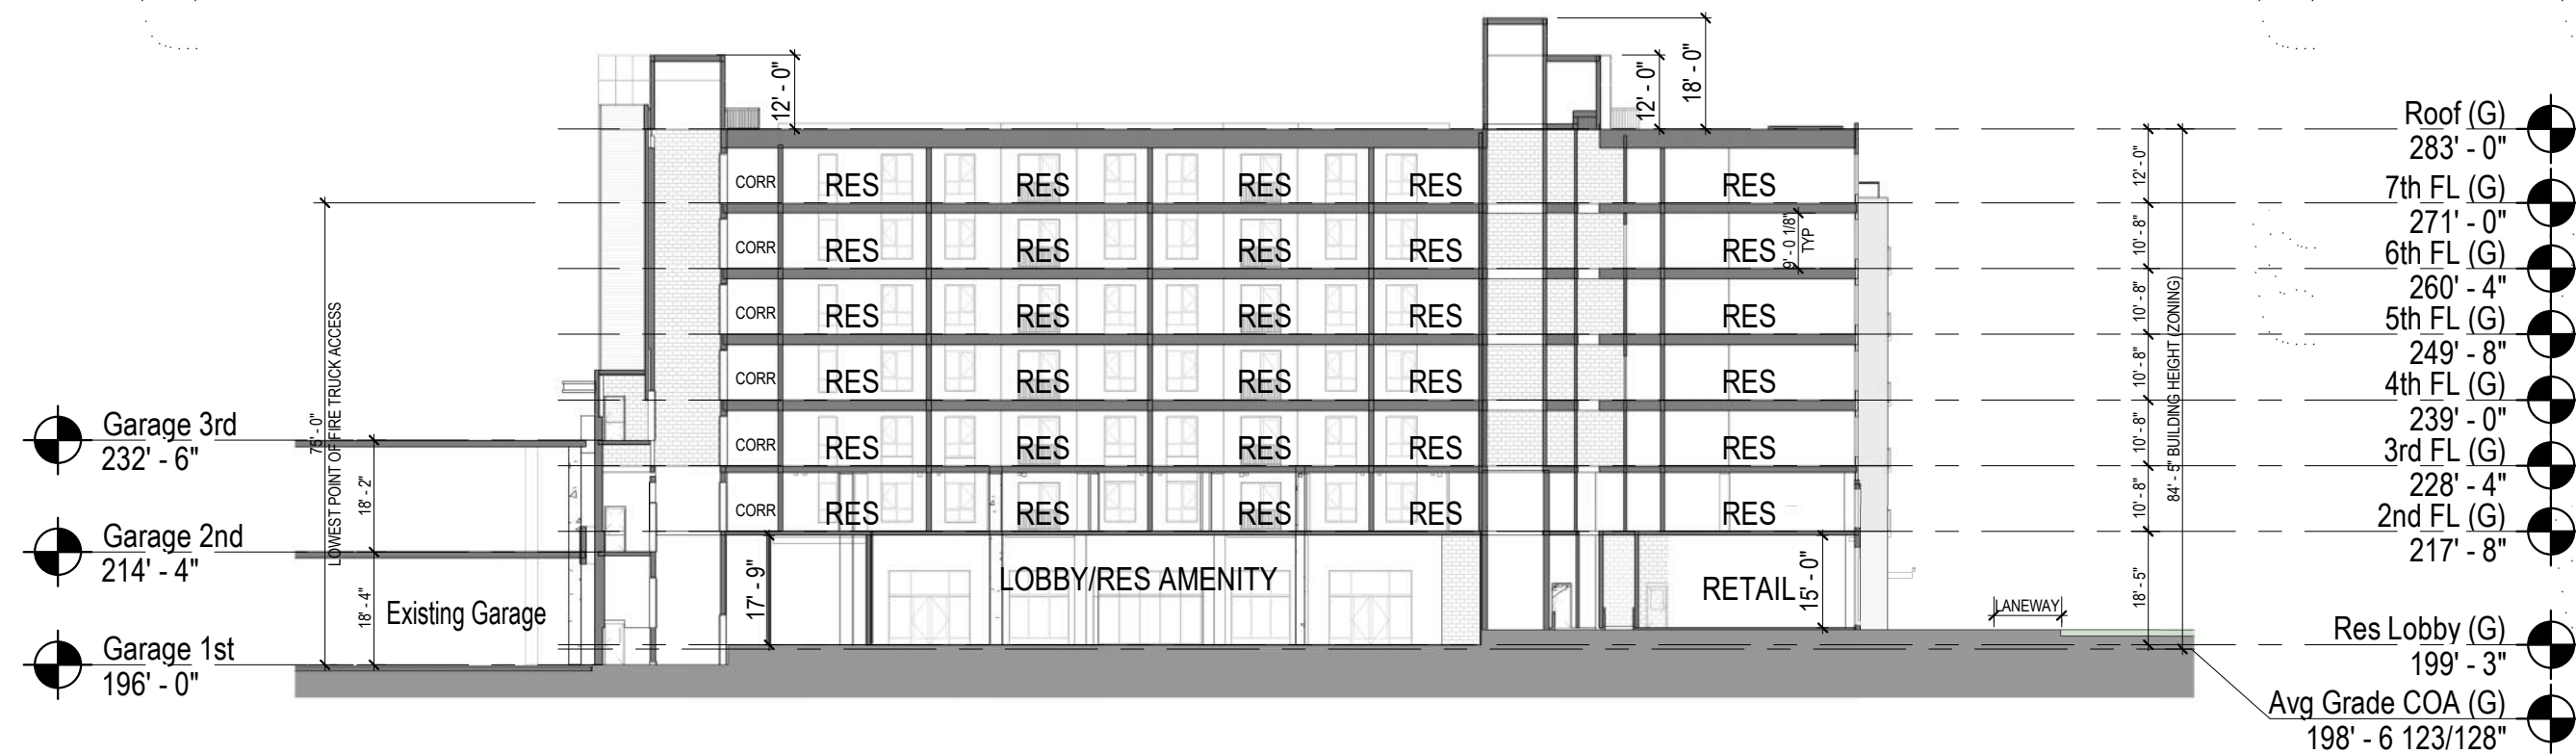 12' - 0"
12' - 0"
18' - 0"
Roof (G)
283' - 0"
12' - 0"
CORR RES RES RES RES RES
7th FL (G)
271' - 0"
10' - 8"
9' - 0 1/8"
TYP
CORR RES RES RES RES RES
6th FL (G)
260' - 4"
10' - 8"
CORR RES RES RES RES RES
5th FL (G)
249' - 8"
10' - 8"
CORR RES RES RES RES RES
4th FL (G)
239' - 0"
10' - 8"
CORR RES RES RES RES RES
3rd FL (G)
228' - 4"
10' - 8"
CORR RES RES RES RES RES
2nd FL (G)
217' - 8"
84' - 5" BUILDING HEIGHT (ZONING)
75' - 0"
LOWEST POINT OF FIRE TRUCK ACCESS
Garage 3rd
232' - 6"
18' - 2"
Garage 2nd
214' - 4"
18' - 4"
Existing Garage
Garage 1st
196' - 0"
17' - 9"
LOBBY/RES AMENITY
RETAIL
15' - 0"
LANEWAY
18' - 5"
Res Lobby (G)
199' - 3"
Avg Grade COA (G)
198' - 6 123/128"